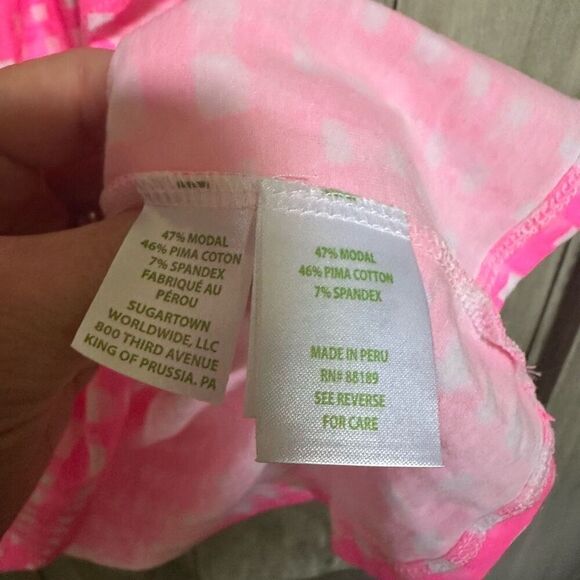 47% MODAL
46% PIMA COTON
7% SPANDEX
FABRIQUÉ AU
PÉROU
SUGARTOWN
WORLDWIDE, LLC
800 THIRD AVENUE
KING OF PRUSSIA, PA
47% MODAL
46% PIMA COTTON
7% SPANDEX
MADE IN PERU
RN# 88189
SEE REVERSE
FOR CARE